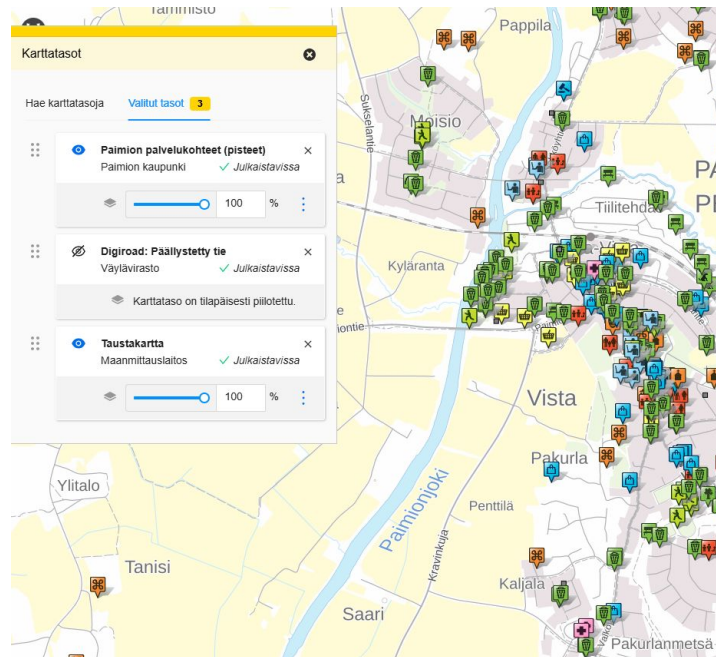 Tammisto
Pappila
Karttatasot
Hae karttatasoja
Valitut tasot 3
Sukselantie
Moisio
Paimion palvelukohteet (pisteet)
Paimion kaupunki
Julkaistavissa
100 %
Tiilitehdas
Digiroad: Päällystetty tie
Väylävirasto
Julkaistavissa
Karttataso on tilapäisesti piilotettu.
Kyläranta
Taustakartta
Maanmittauslaitos
Julkaistavissa
100 %
Vista
Pakurla
Ylitalo
Paimionjoki
Penttilä
Kravinkuja
Tanisi
Kaljala
Saari
Pakurlanmetsä